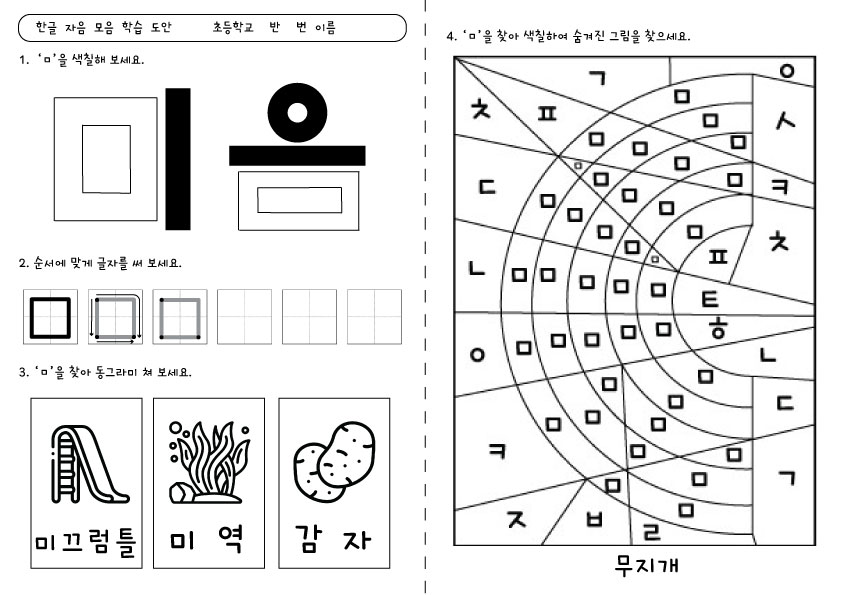 한글 자음 모음 학습 도안 초등학교 반 번 이름
1. ‘ㅁ’을 색칠해 보세요.
2. 순서에 맞게 글자를 써 보세요.
3. ‘ㅁ’을 찾아 동그라미 쳐 보세요.
미끄럼틀
미역
감자
4. ‘ㅁ’을 찾아 색칠하여 숨겨진 그림을 찾으세요.
ㄱ ㅇ
ㅊ ㅍ ㅁ ㅁ ㅅ
ㅁ ㅁ ㅁ
ㅁ ㅁ
ㄷ ㅁ ㅁ ㅋ
ㅁ ㅁ ㅁ ㅁ
ㅁ ㅁ ㅁ ㅊ
ㅁ ㅁ ㅍ
ㄴ ㅁ ㅁ ㅁ ㅁ ㅁ
ㅌ
ㅁ ㅁ ㅎ
ㅇ ㅁ ㅁ ㅁ ㄴ
ㅁ ㅁ
ㅁ ㄷ
ㅁ ㅁ ㅁ
ㅋ ㅁ ㅁ
ㅁ ㅁ ㄱ
ㅈ ㅂ ㄹ ㅁ
무지개